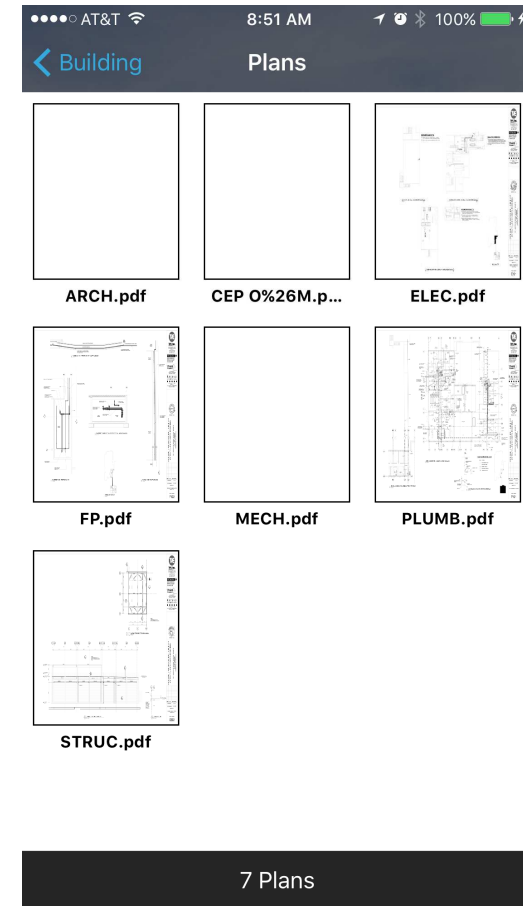 AT&T 8:51 AM 100%
Building Plans
ARCH.pdf CEP O%26M.p... ELEC.pdf
FP.pdf MECH.pdf PLUMB.pdf
STRUC.pdf
7 Plans